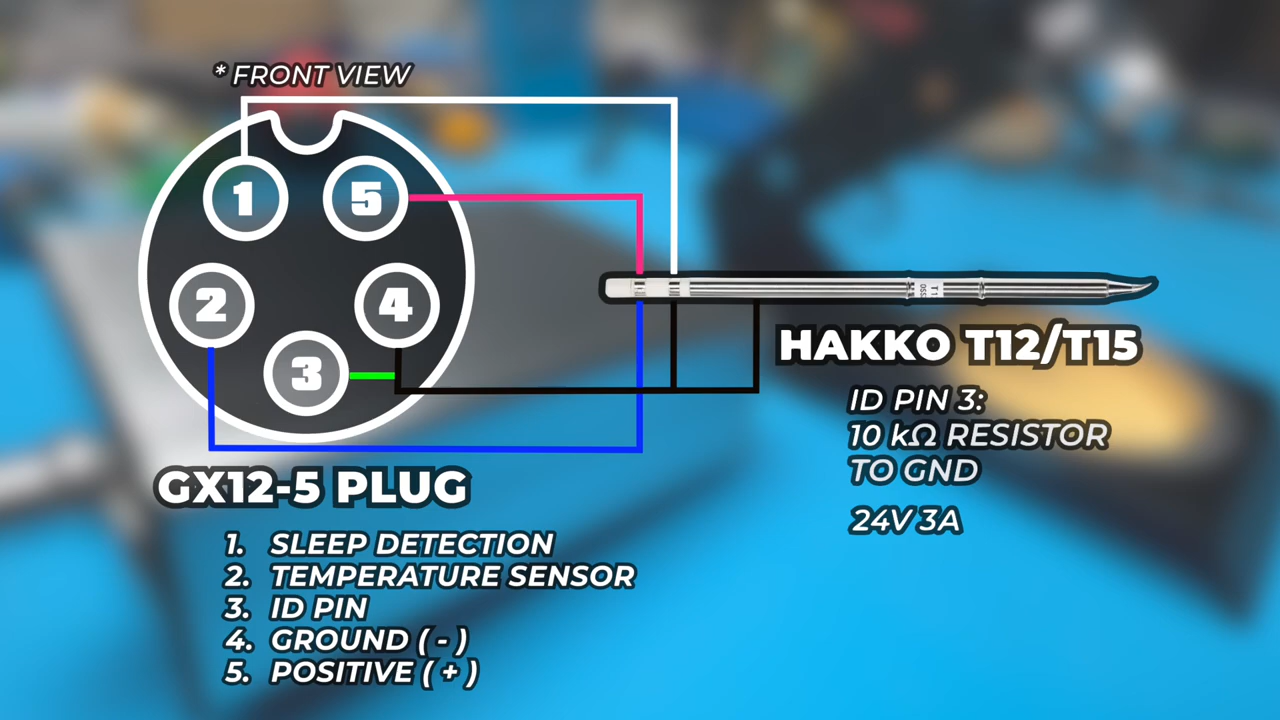 * FRONT VIEW
1
5
2
4
3
HAKKO T12/T15
ID PIN 3:
10 kΩ RESISTOR
TO GND
24V 3A
GX12-5 PLUG
1. SLEEP DETECTION
2. TEMPERATURE SENSOR
3. ID PIN
4. GROUND ( - )
5. POSITIVE ( + )